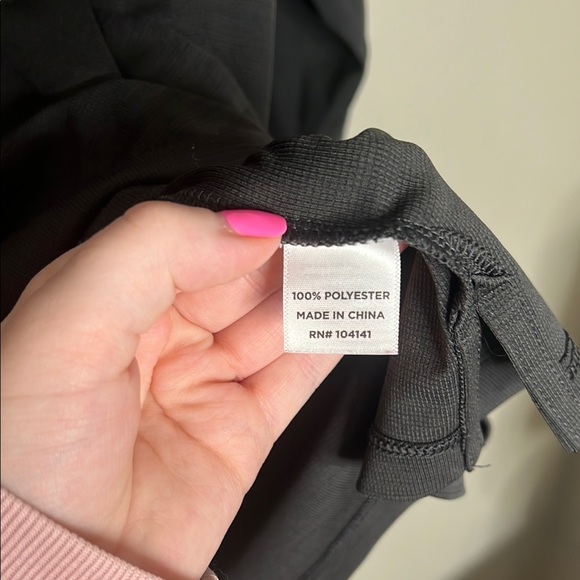 100% POLYESTER
MADE IN CHINA
RN# 104141